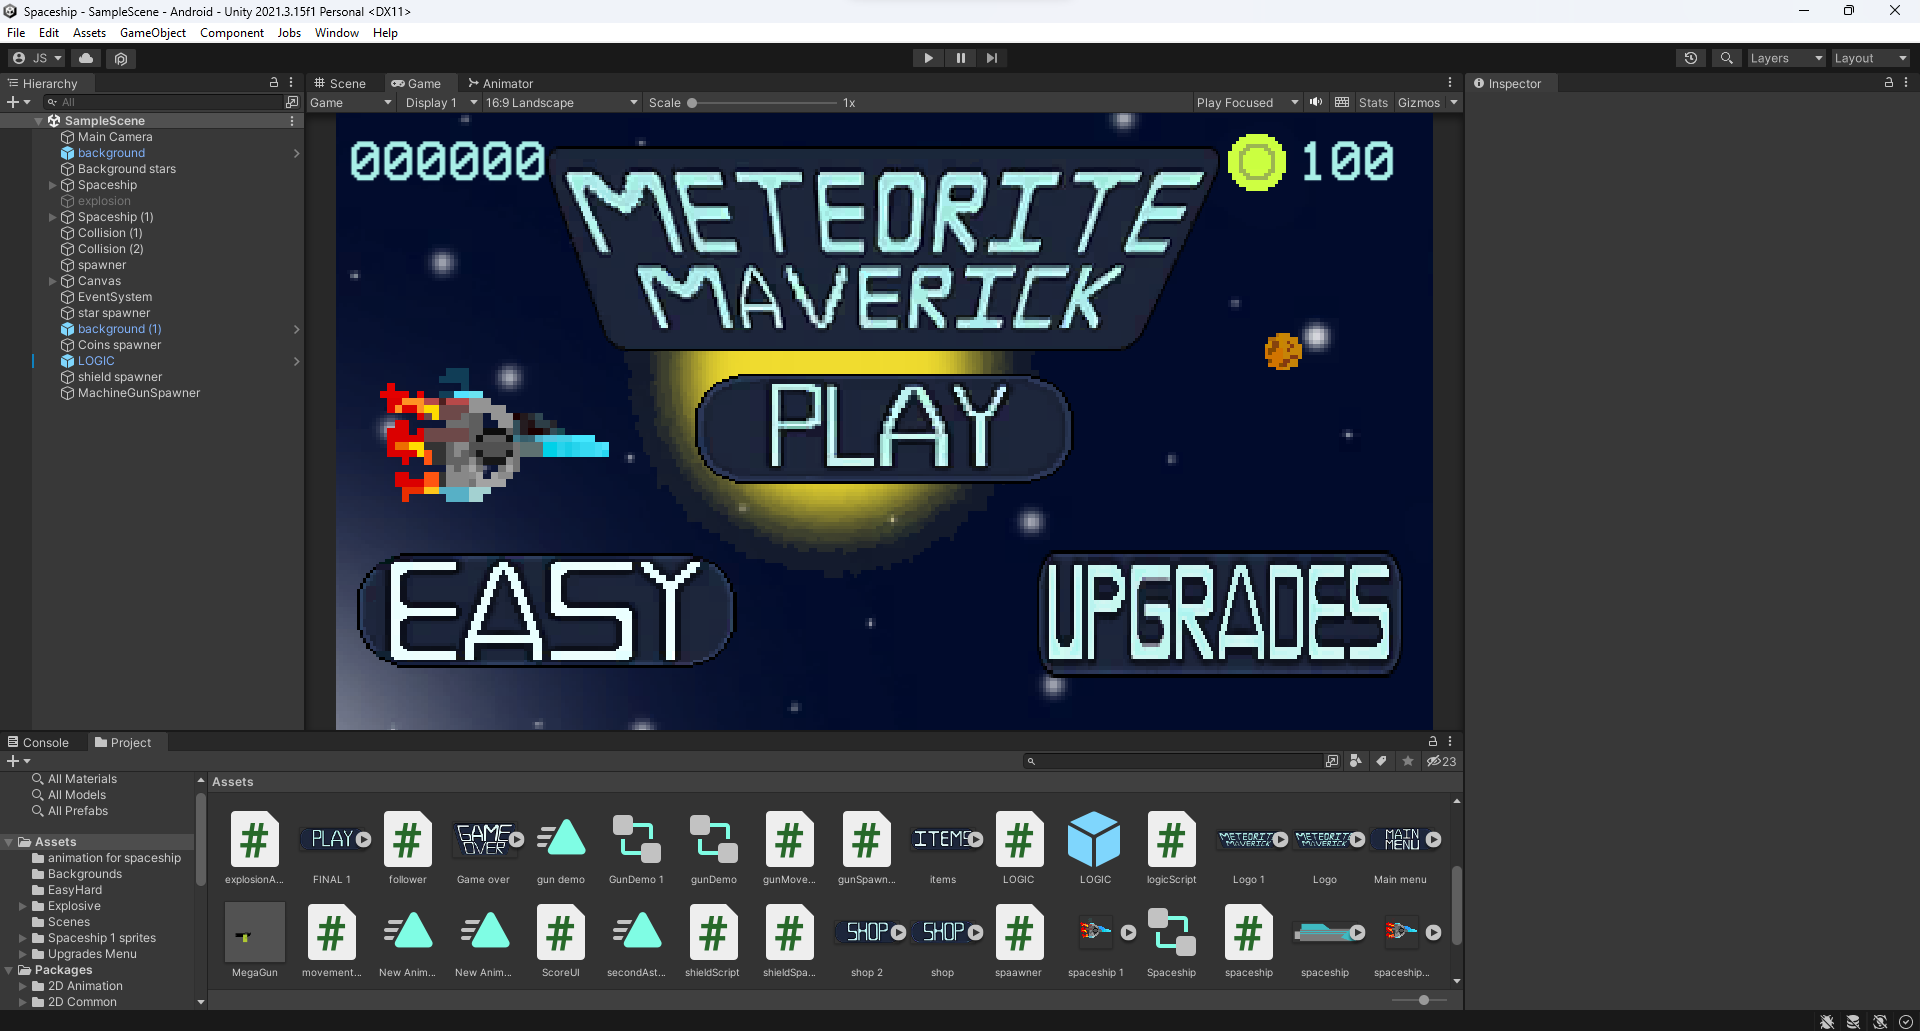 Spaceship - SampleScene - Android - Unity 2021.3.15f1 Personal <DX11>
File Edit Assets GameObject Component Jobs Window Help
JS
Layers
Layout
Hierarchy
All
SampleScene
Main Camera
background
Background stars
Spaceship
explosion
Spaceship (1)
Collision (1)
Collision (2)
spawner
Canvas
EventSystem
star spawner
background (1)
Coins spawner
LOGIC
shield spawner
MachineGunSpawner
Scene Game Animator
Game Display 1 16:9 Landscape Scale 1x Play Focused Stats Gizmos
000000
METEORITE
MAVERICK
100
PLAY
EASY
UPGRADES
Inspector
Console Project
23
All Materials
All Models
All Prefabs
Assets
animation for spaceship
Backgrounds
EasyHard
Explosive
Scenes
Spaceship 1 sprites
Upgrades Menu
Packages
2D Animation
2D Common
Assets
# PLAY # GAME OVER # # ITEMS # # METEORITE MAVERICK METEORITE MAVERICK MAIN MENU
explosionA... FINAL 1 follower Game over gun demo GunDemo 1 gunDemo gunMove... gunSpawn... items LOGIC LOGIC logicScript Logo 1 Logo Main menu
# # # # SHOP SHOP # #
MegaGun movement... New Anim... New Anim... ScoreUI secondAst... shieldScript shieldSpa... shop 2 shop spaawner spaceship 1 Spaceship spaceship spaceship spaceship...